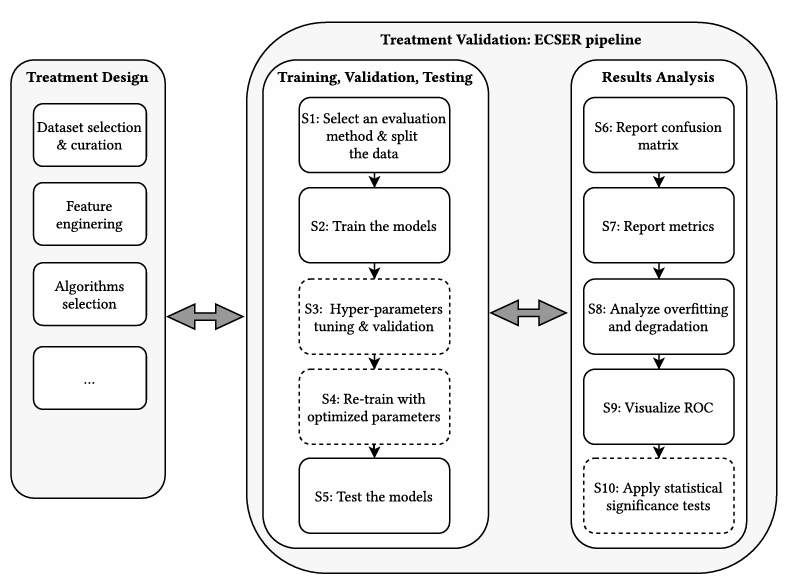 Treatment Validation: ECSER pipeline
Treatment Design
Dataset selection
& curation
Feature
enginering
Algorithms
selection
...
Training, Validation, Testing
S1: Select an evaluation
method & split
the data
S2: Train the models
S3: Hyper-parameters
tuning & validation
S4: Re-train with
optimized parameters
S5: Test the models
Results Analysis
S6: Report confusion
matrix
S7: Report metrics
S8: Analyze overfitting
and degradation
S9: Visualize ROC
S10: Apply statistical
significance tests